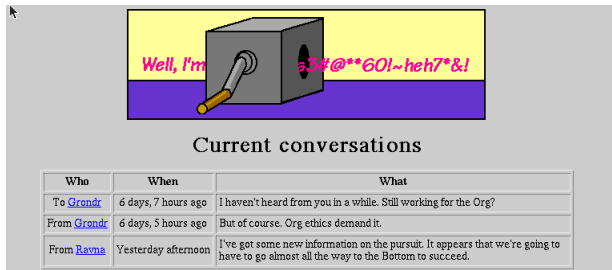 Well, I'm a3#@**60!~heh7*&!
Current conversations
Who When What
To Grondr 6 days, 7 hours ago I haven't heard from you in a while. Still working for the Org?
From Grondr 6 days, 5 hours ago But of course. Org ethics demand it.
From Ravna Yesterday afternoon I've got some new information on the pursuit. It appears that we're going to
have to go almost all the way to the Bottom to succeed.